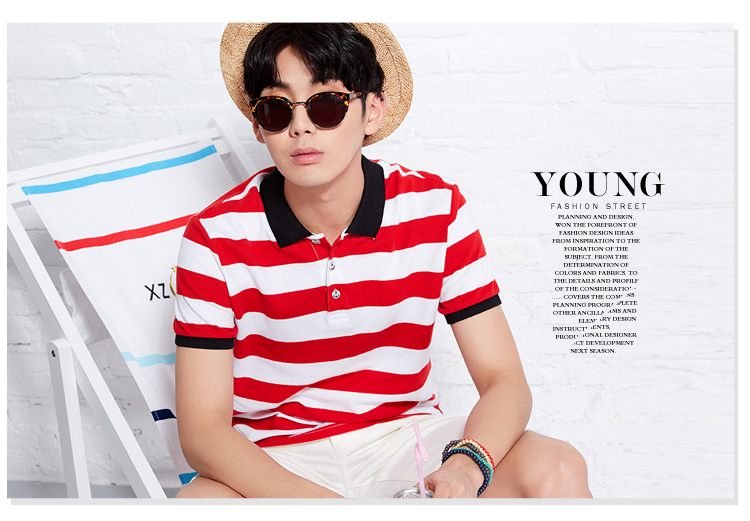 YOUNG
FASHION STREET
PLANNING AND DESIGN,
WON THE FOREFRONT OF
FASHION DESIGN IDEAS
FROM INSPIRATION TO THE
FORMATION OF THE
SUBJECT, FROM THE
DETERMINATION OF
COLORS AND FABRICS, TO
THE DETAILS AND PROFILE
OF THE
COVERS THE
PLANNING
OTHER
DESIGN
DESIGNER
DEVELOPMENT
NEXT SEASON.
XZ